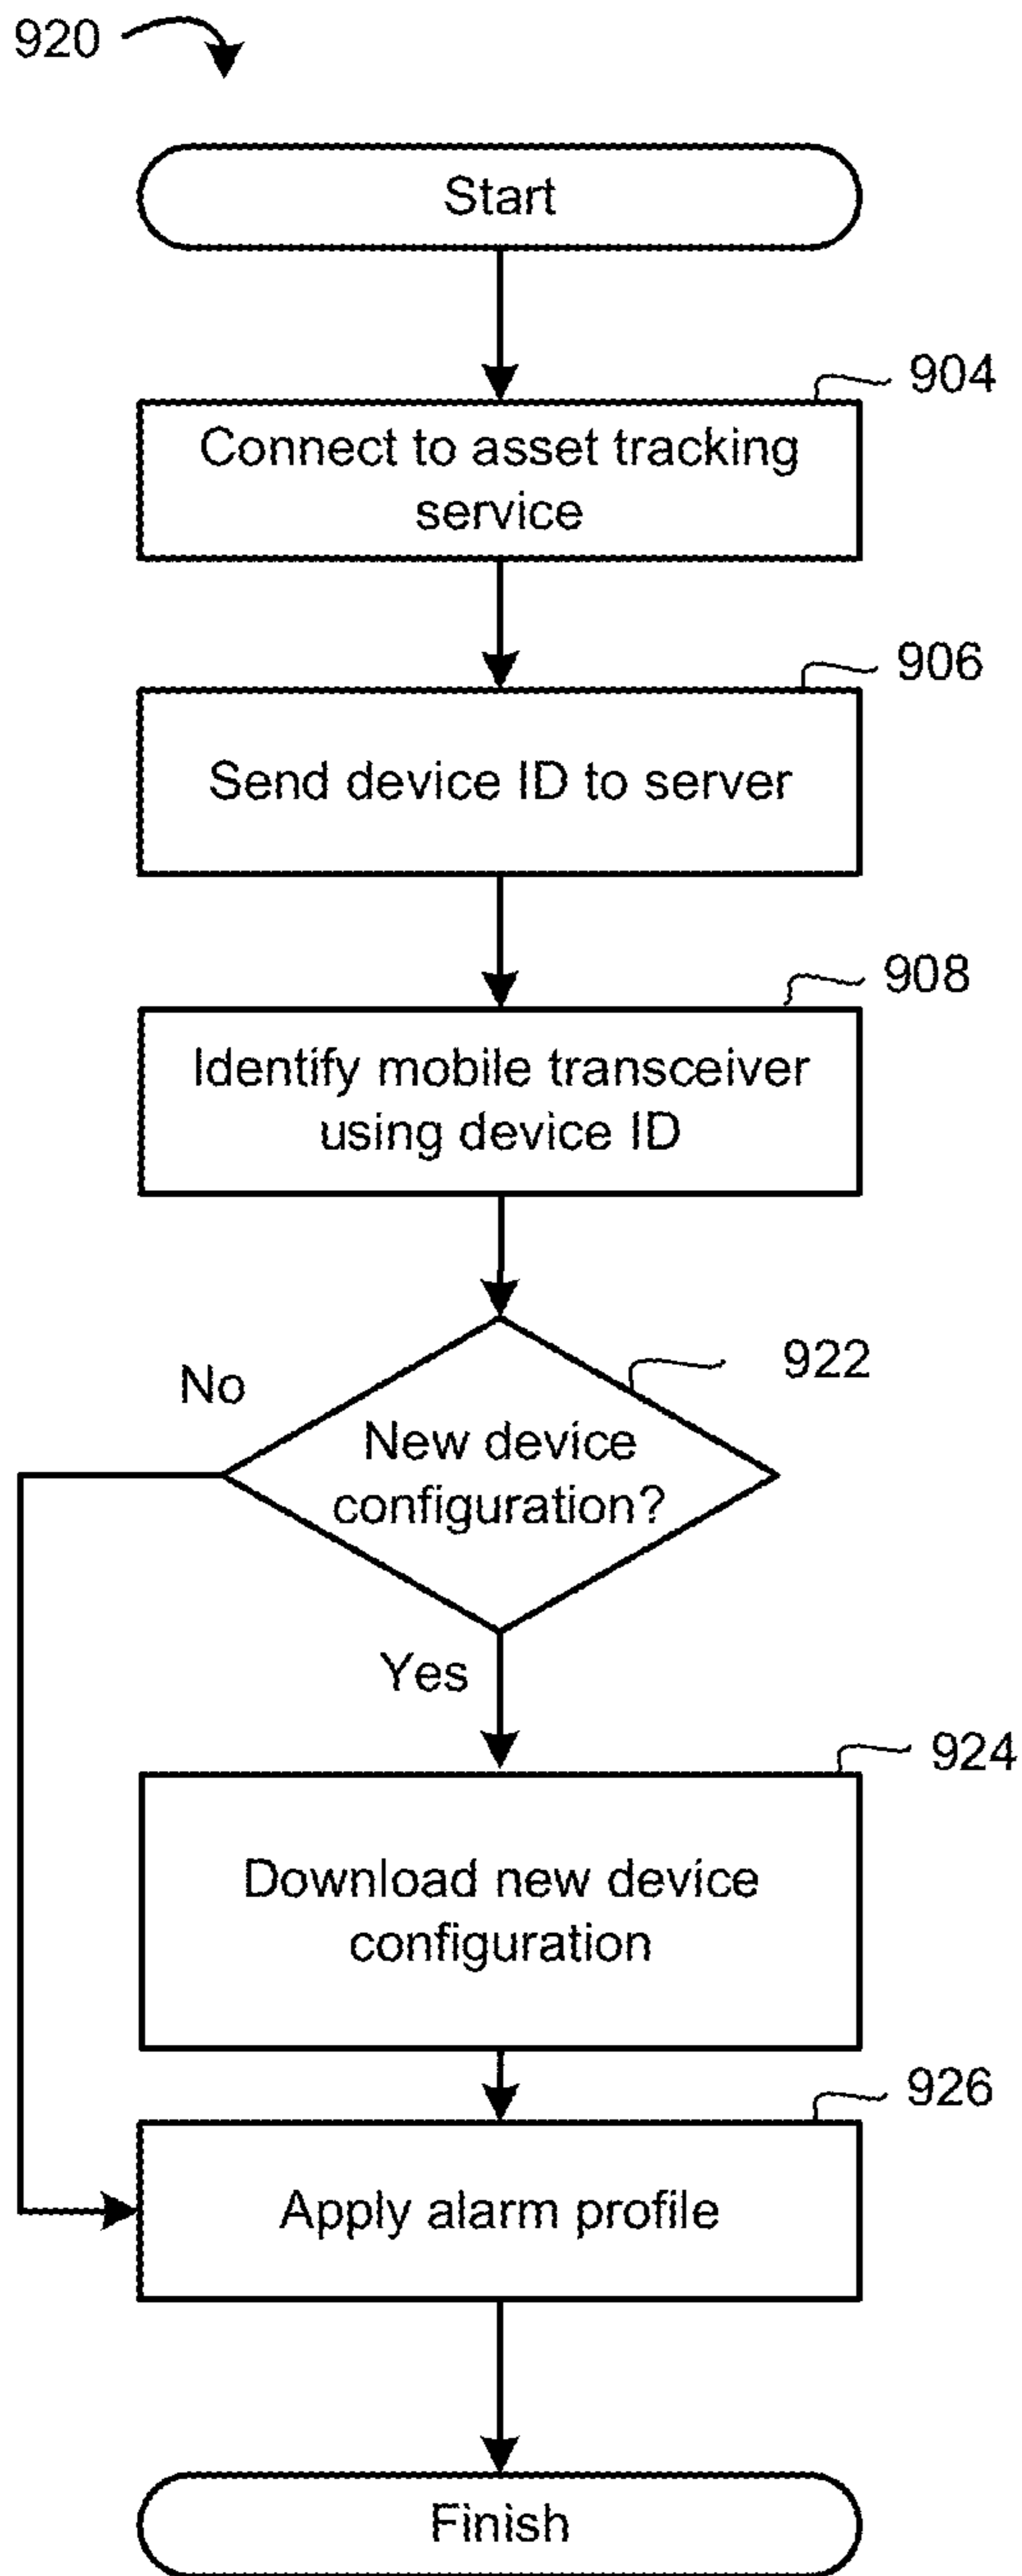 920
Start
904
Connect to asset tracking
service
906
Send device ID to server
908
Identify mobile transceiver
using device ID
922
No
New device
configuration?
Yes
924
Download new device
configuration
926
Apply alarm profile
Finish